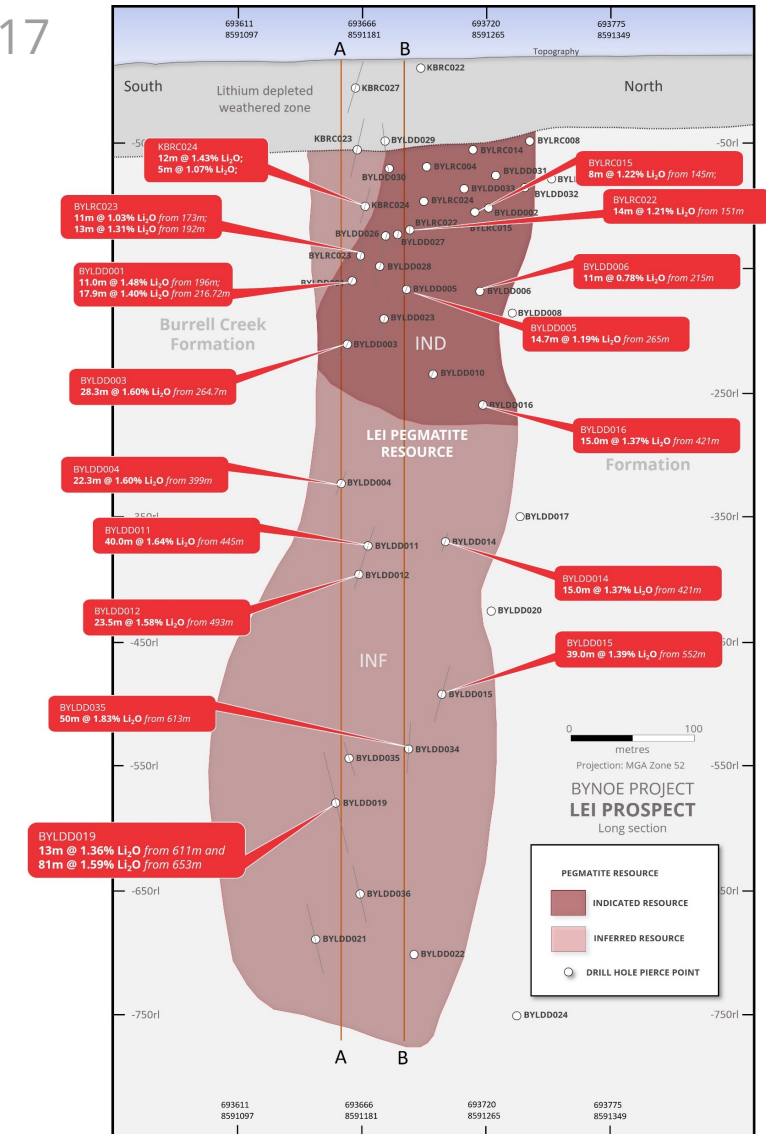 17
693611
8591097
693666
8591181
693720
8591265
693775
8591349
A
B
Topography
South
North
Lithium depleted
weathered zone
KBRC022
KBRC027
-50
-50rl
KBRC023
BYLDD029
BYLRC014
BYLRC008
KBRC024
12m @ 1.43% Li₂O;
5m @ 1.07% Li₂O;
BYLDD030
BYLRC004
BYLDD031
BYLRC015
8m @ 1.22% Li₂O from 145m;
BYLDD033
BYLDD032
BYLRC023
11m @ 1.03% Li₂O from 173m;
13m @ 1.31% Li₂O from 192m
KBRC024
BYLRC024
BYLDD002
BYLRC022
14m @ 1.21% Li₂O from 151m
BYLRC022
BYLRC015
BYLDD026
BYLDD027
BYLRC023
BYLDD028
BYLDD001
11.0m @ 1.48% Li₂O from 196m;
17.9m @ 1.40% Li₂O from 216.72m
BYLDD006
11m @ 0.78% Li₂O from 215m
BYLDD005
BYLDD006
BYLDD008
Burrell Creek
Formation
BYLDD023
BYLDD005
14.7m @ 1.19% Li₂O from 265m
BYLDD003
IND
BYLDD003
28.3m @ 1.60% Li₂O from 264.7m
BYLDD010
-250rl
BYLDD016
BYLDD016
15.0m @ 1.37% Li₂O from 421m
LEI PEGMATITE
RESOURCE
Formation
BYLDD004
22.3m @ 1.60% Li₂O from 399m
BYLDD004
-350rl
BYLDD017
-350rl
BYLDD011
40.0m @ 1.64% Li₂O from 445m
BYLDD011
BYLDD014
BYLDD012
BYLDD014
15.0m @ 1.37% Li₂O from 421m
BYLDD012
23.5m @ 1.58% Li₂O from 493m
BYLDD020
-450rl
50rl
BYLDD015
39.0m @ 1.39% Li₂O from 552m
INF
BYLDD015
BYLDD035
50m @ 1.83% Li₂O from 613m
0
100
metres
Projection: MGA Zone 52
BYLDD034
BYLDD035
-550rl
-550rl
BYNOE PROJECT
LEI PROSPECT
Long section
BYLDD019
BYLDD019
13m @ 1.36% Li₂O from 611m and
81m @ 1.59% Li₂O from 653m
PEGMATITE RESOURCE
INDICATED RESOURCE
INFERRED RESOURCE
DRILL HOLE PIERCE POINT
-650rl
50rl
BYLDD036
BYLDD021
BYLDD022
-750rl
BYLDD024
-750rl
A
B
693611
8591097
693666
8591181
693720
8591265
693775
8591349